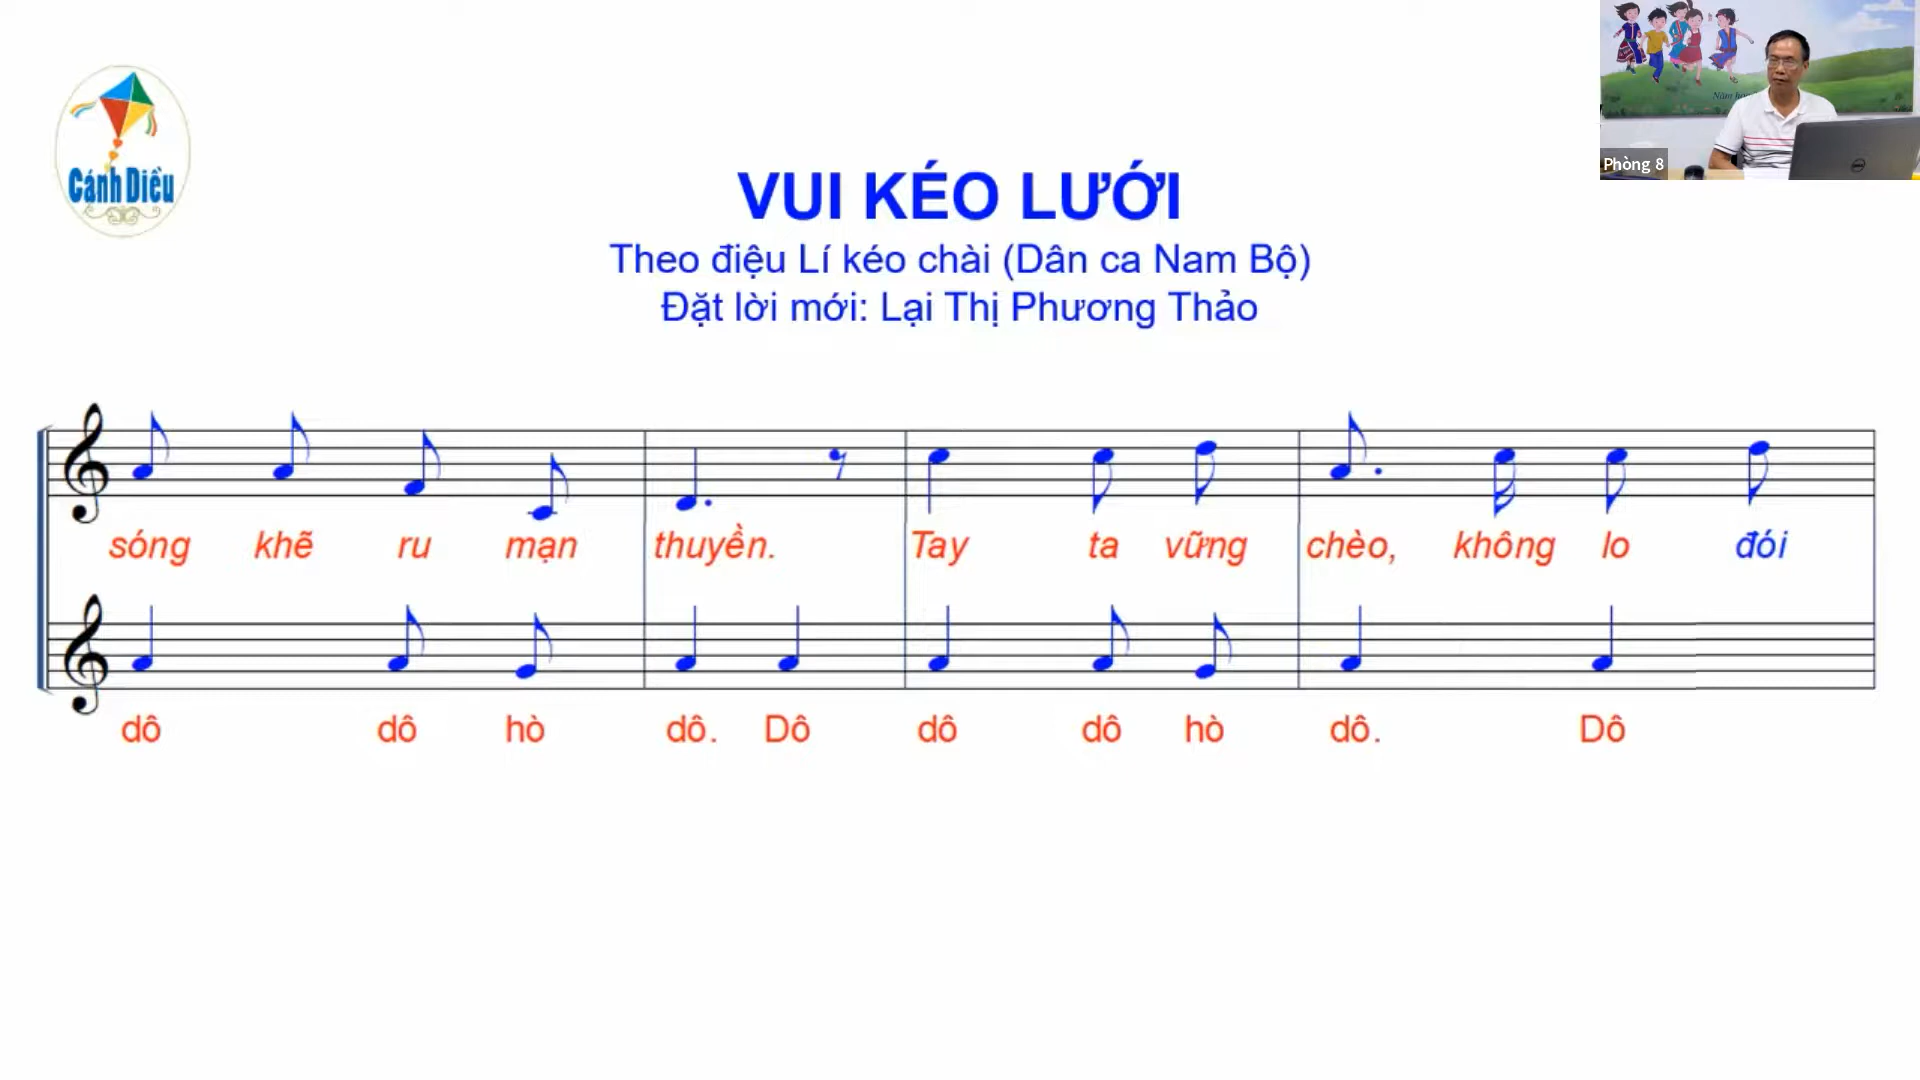 Cánh Diều
Phòng 8
VUI KÉO LƯỚI
Theo điệu Lí kéo chài (Dân ca Nam Bộ)
Đặt lời mới: Lại Thị Phương Thảo
sóng khẽ ru mạn thuyền. Tay ta vững chèo, không lo đói
dô dô hò dô. Dô dô dô hò dô. Dô